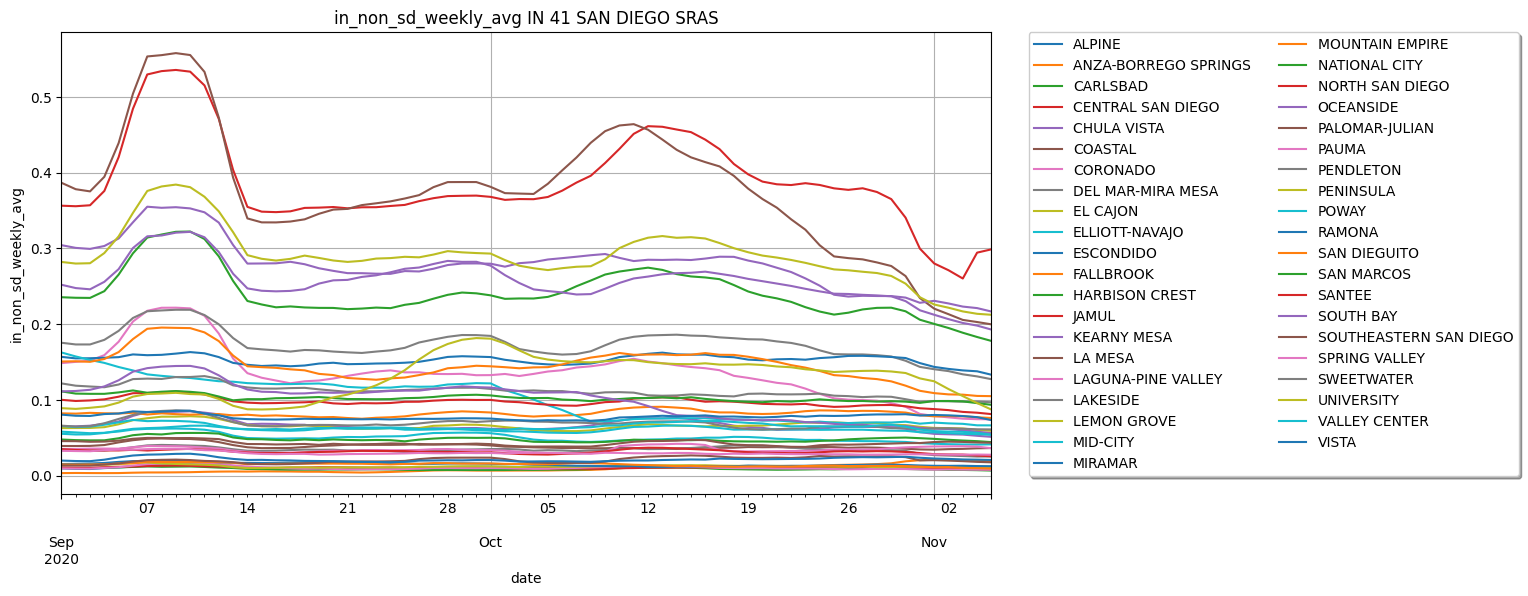 in_non_sd_weekly_avg IN 41 SAN DIEGO SRAS
in_non_sd_weekly_avg
0.5
0.4
0.3
0.2
0.1
0.0
07
14
21
28
05
12
19
26
02
Sep
2020
Oct
Nov
date
ALPINE
ANZA-BORREGO SPRINGS
CARLSBAD
CENTRAL SAN DIEGO
CHULA VISTA
COASTAL
CORONADO
DEL MAR-MIRA MESA
EL CAJON
ELLIOTT-NAVAJO
ESCONDIDO
FALLBROOK
HARBISON CREST
JAMUL
KEARNY MESA
LA MESA
LAGUNA-PINE VALLEY
LAKESIDE
LEMON GROVE
MID-CITY
MIRAMAR
MOUNTAIN EMPIRE
NATIONAL CITY
NORTH SAN DIEGO
OCEANSIDE
PALOMAR-JULIAN
PAUMA
PENDLETON
PENINSULA
POWAY
RAMONA
SAN DIEGUITO
SAN MARCOS
SANTEE
SOUTH BAY
SOUTHEASTERN SAN DIEGO
SPRING VALLEY
SWEETWATER
UNIVERSITY
VALLEY CENTER
VISTA